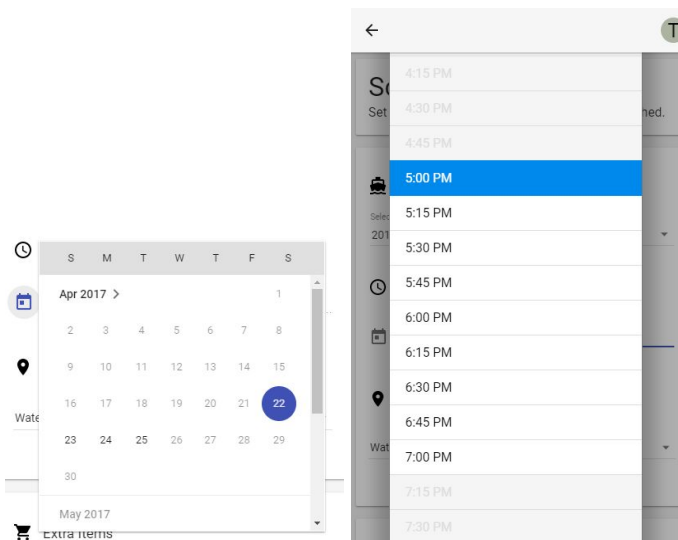 S M T W T F S
Apr 2017 1
2 3 4 5 6 7 8
9 10 11 12 13 14 15
16 17 18 19 20 21 22
23 24 25 26 27 28 29
30
May 2017
Wate
Extra Items
T
4:15 PM
4:30 PM
4:45 PM
5:00 PM
5:15 PM
5:30 PM
5:45 PM
6:00 PM
6:15 PM
6:30 PM
6:45 PM
7:00 PM
7:15 PM
7:30 PM
Set
hed.
Selec
201
Wat